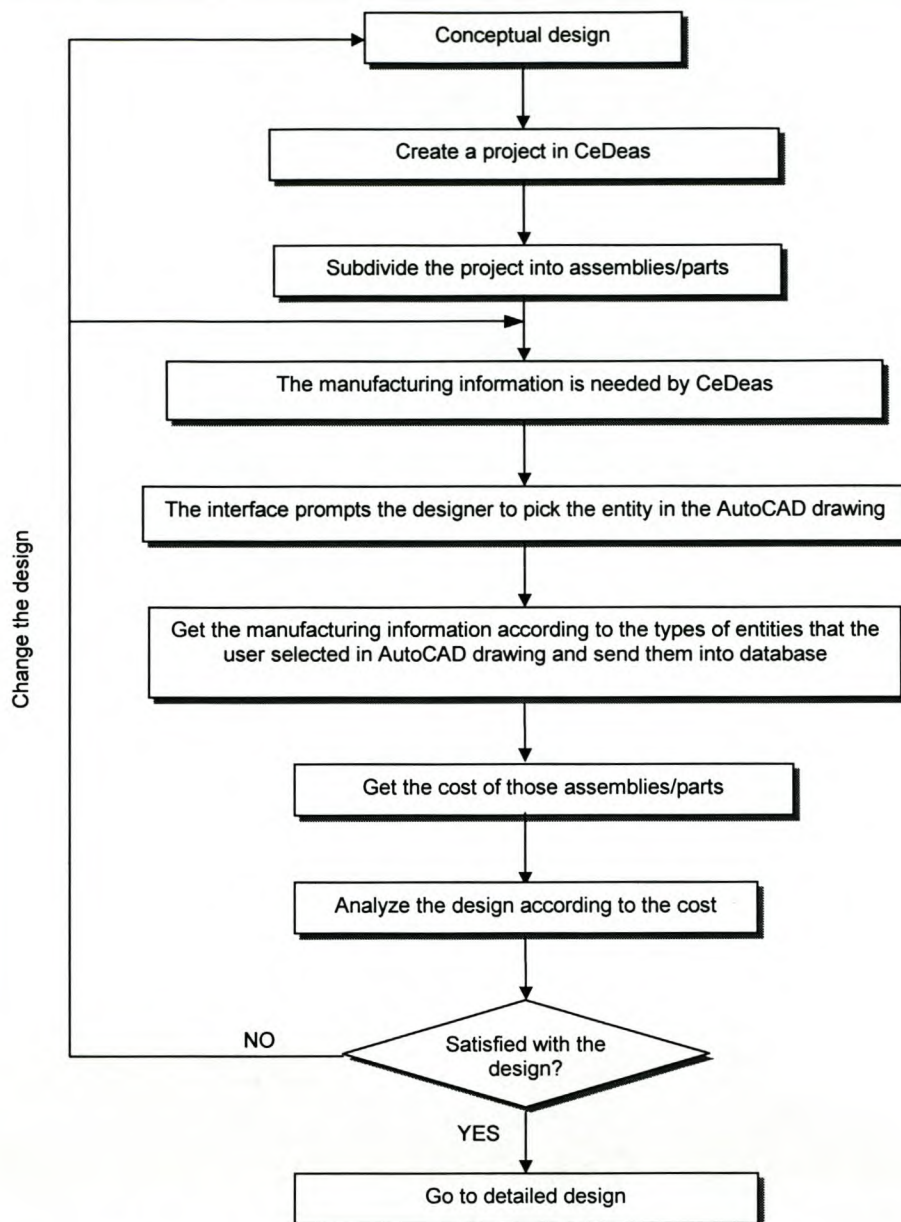 Conceptual design
Create a project in CeDeas
Subdivide the project into assemblies/parts
The manufacturing information is needed by CeDeas
The interface prompts the designer to pick the entity in the AutoCAD drawing
Get the manufacturing information according to the types of entities that the
user selected in AutoCAD drawing and send them into database
Get the cost of those assemblies/parts
Analyze the design according to the cost
Satisfied with the
design?
NO
Change the design
YES
Go to detailed design